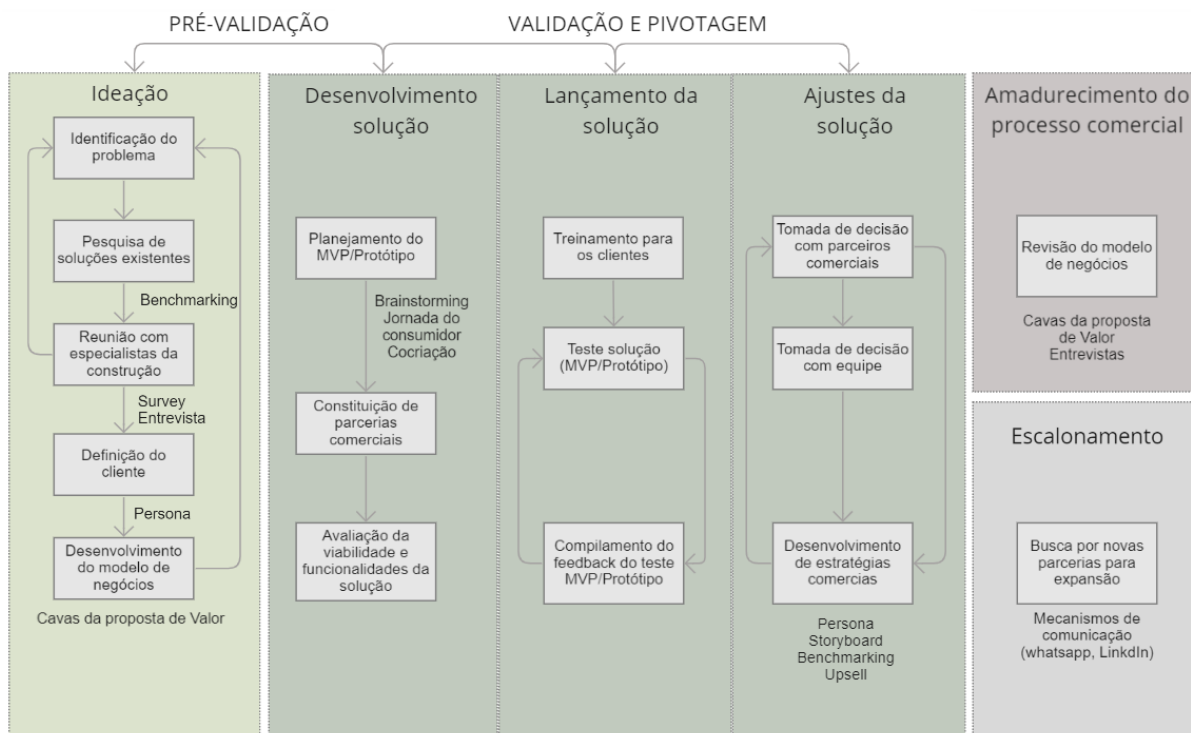 PRÉ-VALIDAÇÃO
VALIDAÇÃO E PIVOTAGEM
Ideação
Identificação do
problema
Pesquisa de
soluções existentes
Benchmarking
Reunião com
especialistas da
construção
Survey
Entrevista
Definição do
cliente
Persona
Desenvolvimento
do modelo de
negócios
Cavas da proposta de Valor
Desenvolvimento
da solução
Planejamento do
MVP/Protótipo
Brainstorming
Jornada do
consumidor
Cocriação
Constituição de
parcerias
comerciais
Avaliação da
viabilidade e
funcionalidades da
solução
Lançamento da
solução
Treinamento para
os clientes
Teste solução
(MVP/Protótipo)
Compilamento do
feedback do teste
MVP/Protótipo
Ajustes da
solução
Tomada de decisão
com parceiros
comerciais
Tomada de decisão
com equipe
Desenvolvimento
de estratégias
comercias
Persona
Storyboard
Benchmarking
Upsell
Amadurecimento do
processo comercial
Revisão do modelo
de negócios
Cavas da proposta
de Valor
Entrevistas
Escalonamento
Busca por novas
parcerias para
expansão
Mecanismos de
comunicação
(whatsapp, LinkdIn)